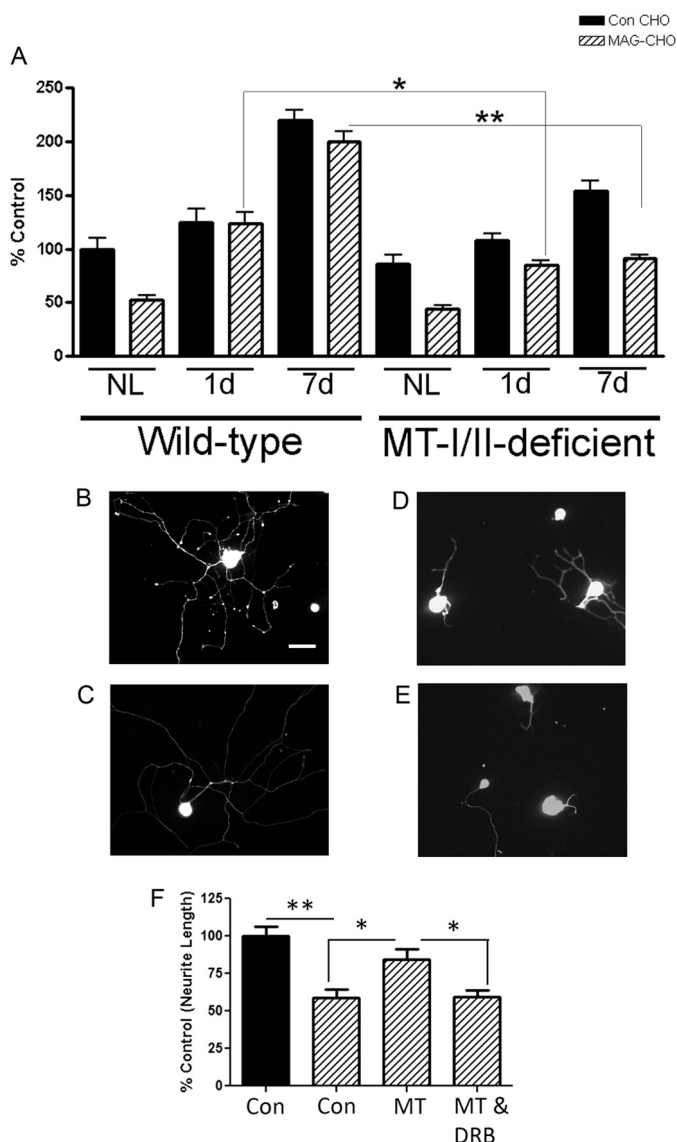 Con CHO
MAG-CHO
A
% Control
250
200
150
100
50
0
*
**
NL 1d 7d NL 1d 7d
Wild-type MT-I/II-deficient
B
D
C
E
F
% Control (Neurite Length)
125
100
75
50
25
0
** * *
Con Con MT MT &
DRB